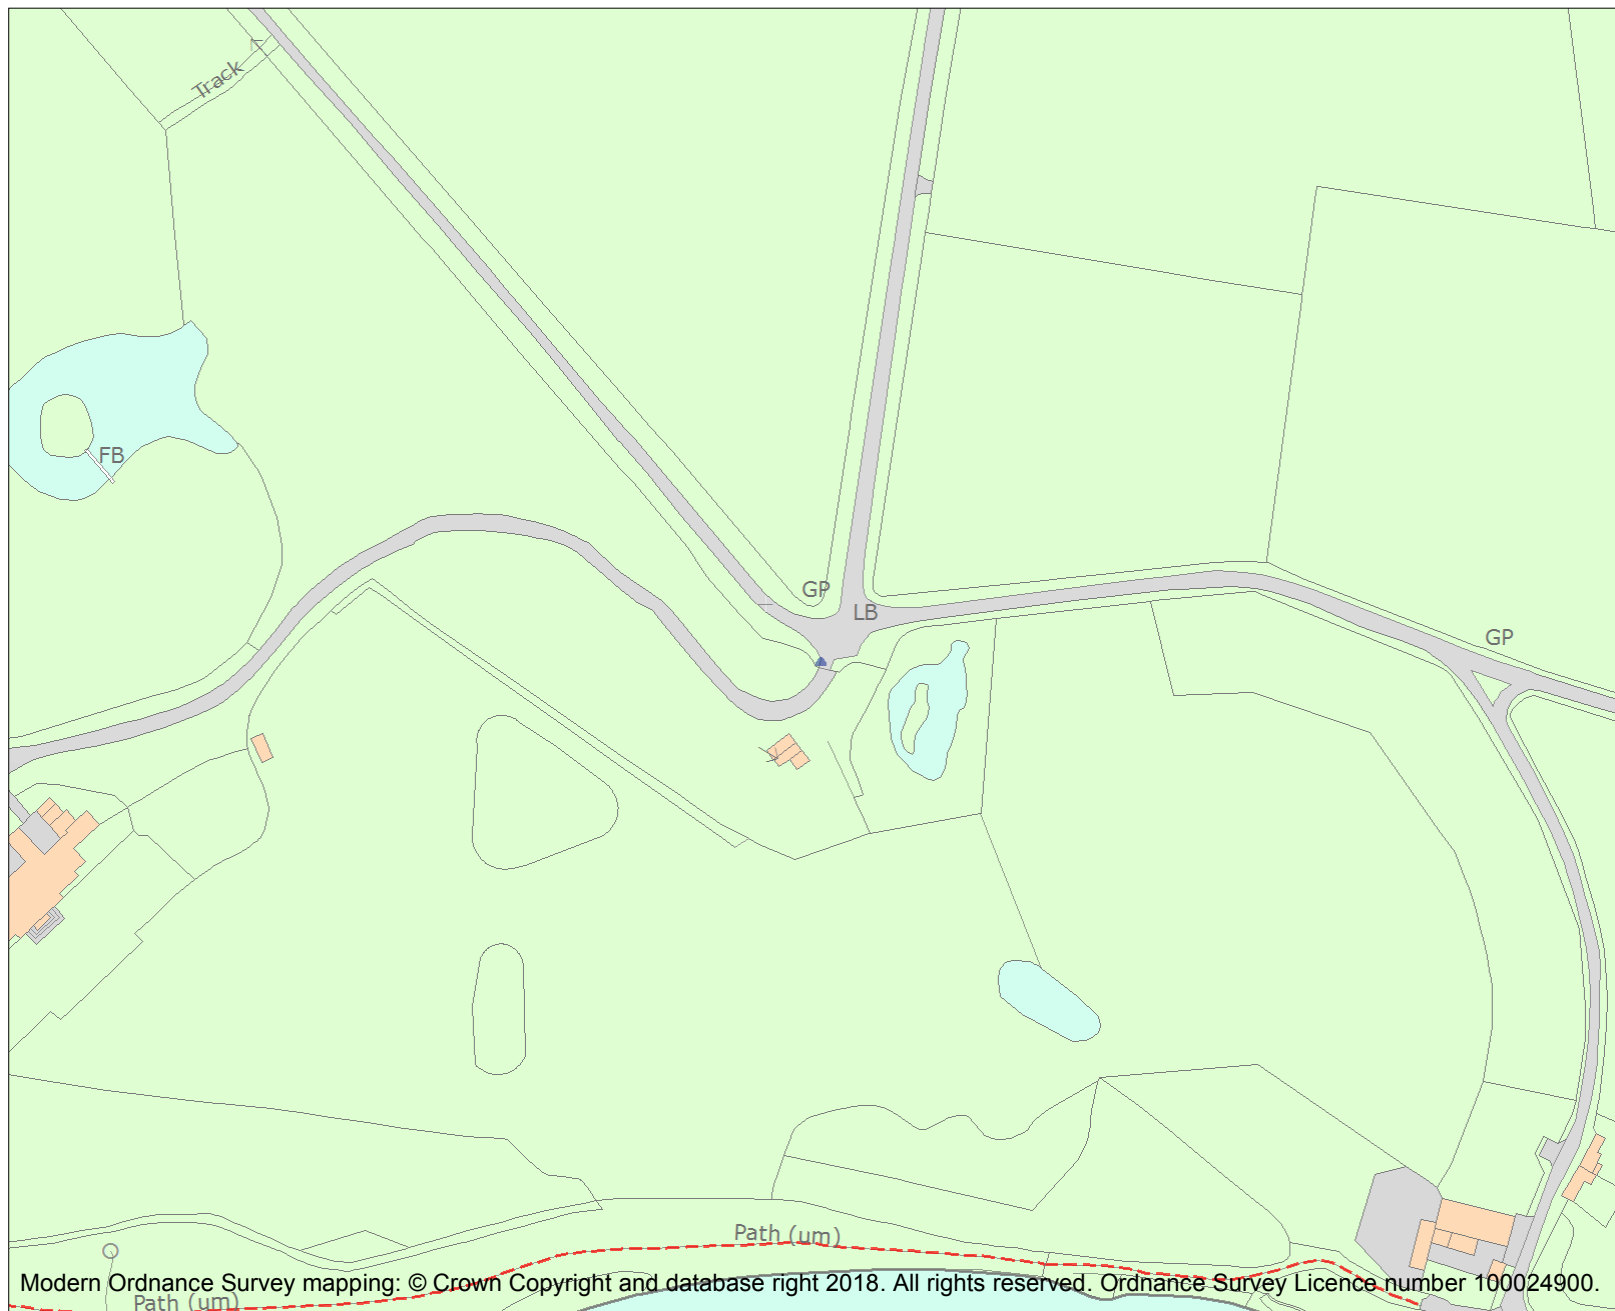 Track
FB
GP
LB
GP
Path (um)
Modern Ordnance Survey mapping: © Crown Copyright and database right 2018. All rights reserved. Ordnance Survey Licence number 100024900.
Path (um)